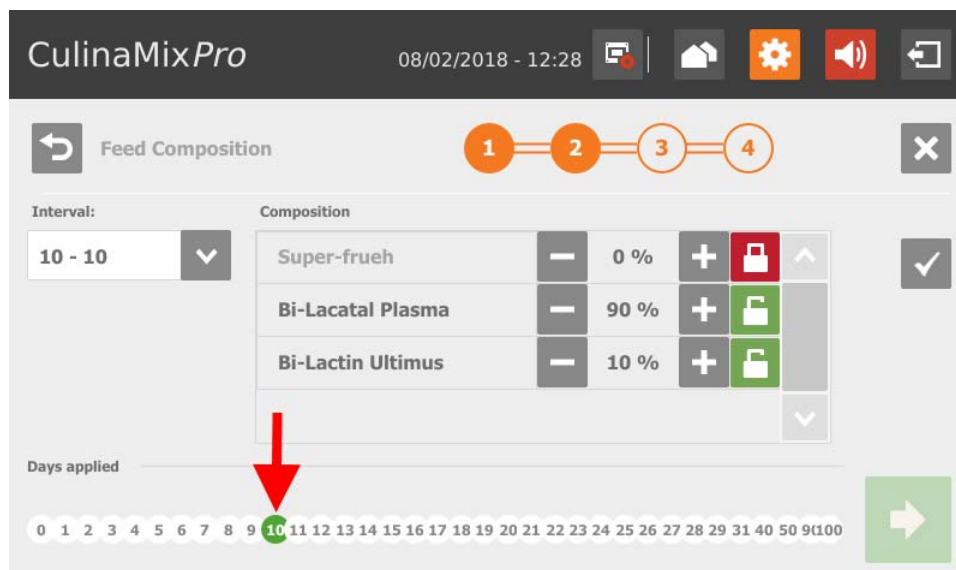 CulinaMixPro 08/02/2018 - 12:28
Feed Composition 1 2 3 4
Interval: Composition
10 - 10 Super-frueh 0 %
Bi-Lacatal Plasma 90 %
Bi-Lactin Ultimus 10 %
Days applied
0 1 2 3 4 5 6 7 8 9 10 11 12 13 14 15 16 17 18 19 20 21 22 23 24 25 26 27 28 29 31 40 50 90 100